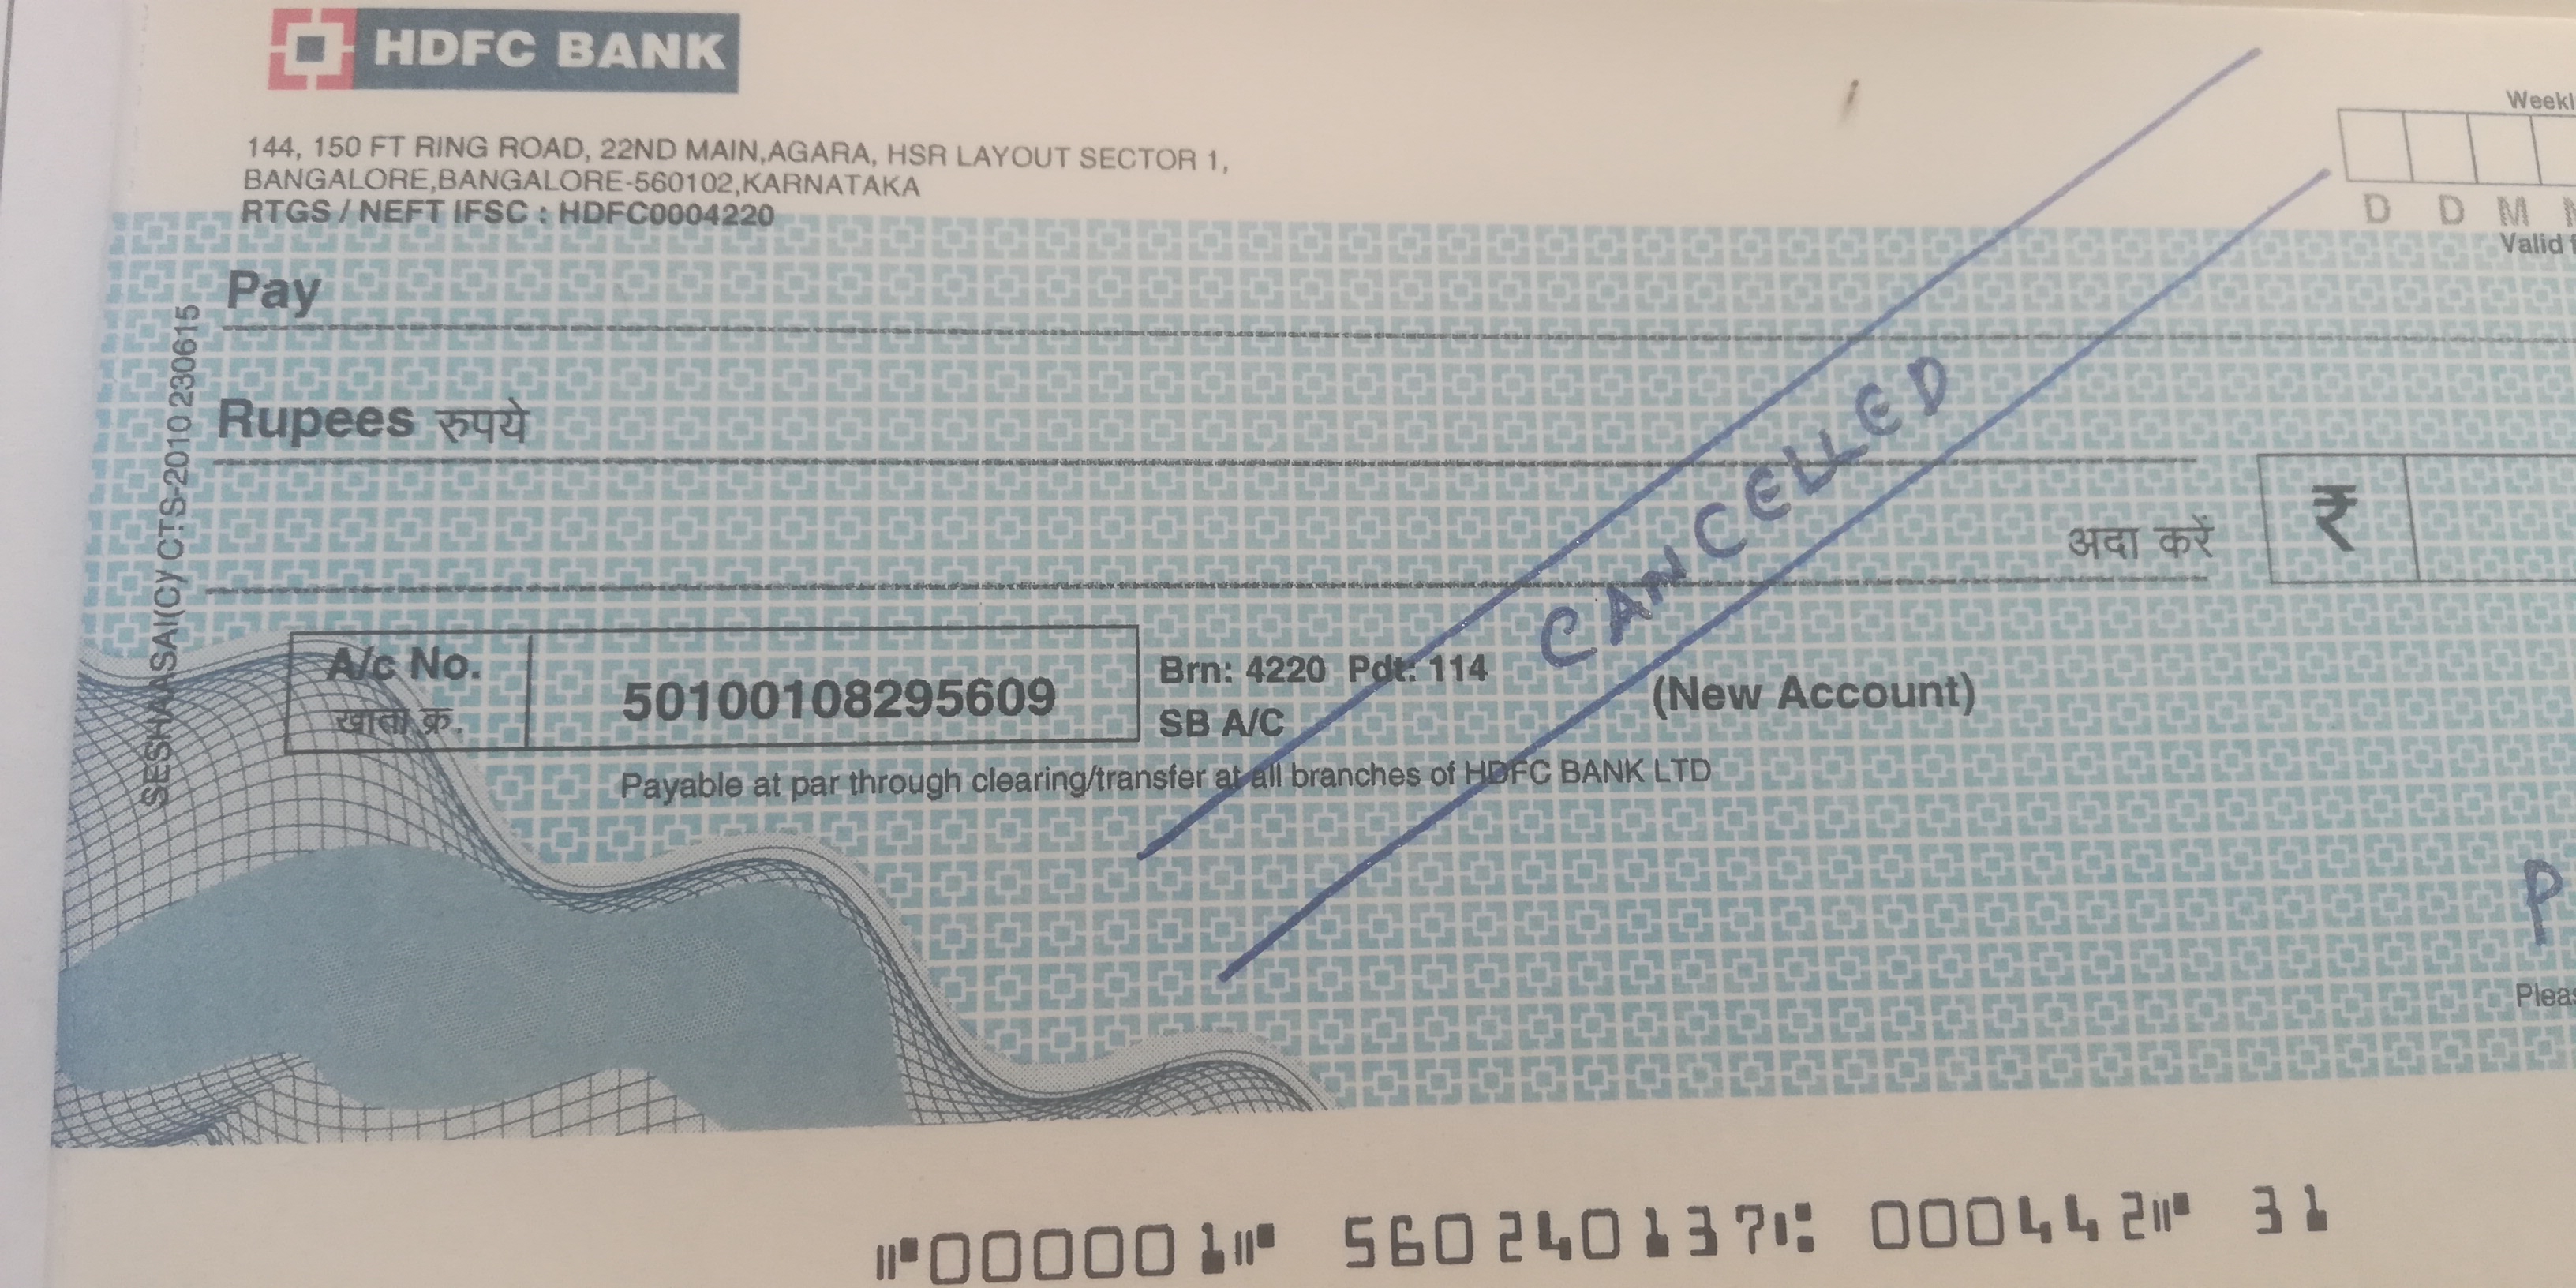 HDFC BANK
144, 150 FT RING ROAD, 22ND MAIN,AGARA, HSR LAYOUT SECTOR 1,
BANGALORE,BANGALORE-560102,KARNATAKA
RTGS / NEFT IFSC : HDFC0004220
Weekl
D D M
Valid f
Pay
Rupees रुपये
अदा करें ₹
CANCELLED
A/c No.
खाता क्र.
50100108295609
Brn: 4220 Pdt: 114
SB A/C
(New Account)
Payable at par through clearing/transfer at all branches of HDFC BANK LTD
SESHAASAI(C)/ CTS-2010 230615
P
Pleas
⑈000001⑈ 560240137⑆ 000442⑈ 31